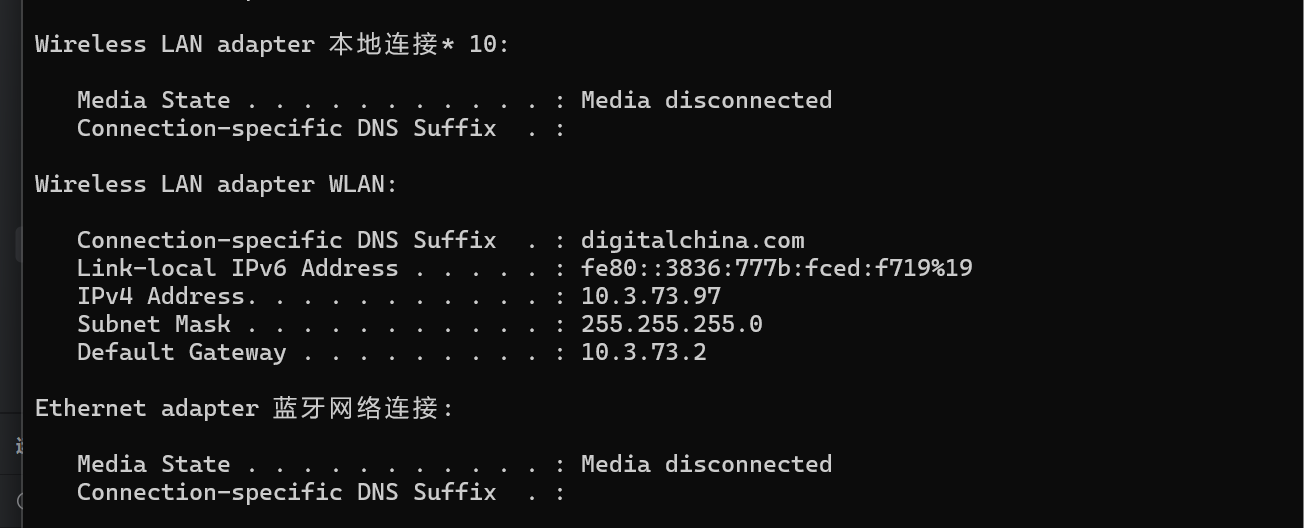 Wireless LAN adapter 本地连接* 10:
Media State . . . . . . . . . . . : Media disconnected
Connection-specific DNS Suffix  . :
Wireless LAN adapter WLAN:
Connection-specific DNS Suffix  . : digitalchina.com
Link-local IPv6 Address . . . . . : fe80::3836:777b:fced:f719%19
IPv4 Address. . . . . . . . . . . : 10.3.73.97
Subnet Mask . . . . . . . . . . . : 255.255.255.0
Default Gateway . . . . . . . . . : 10.3.73.2
Ethernet adapter 蓝牙网络连接:
Media State . . . . . . . . . . . : Media disconnected
Connection-specific DNS Suffix  . :